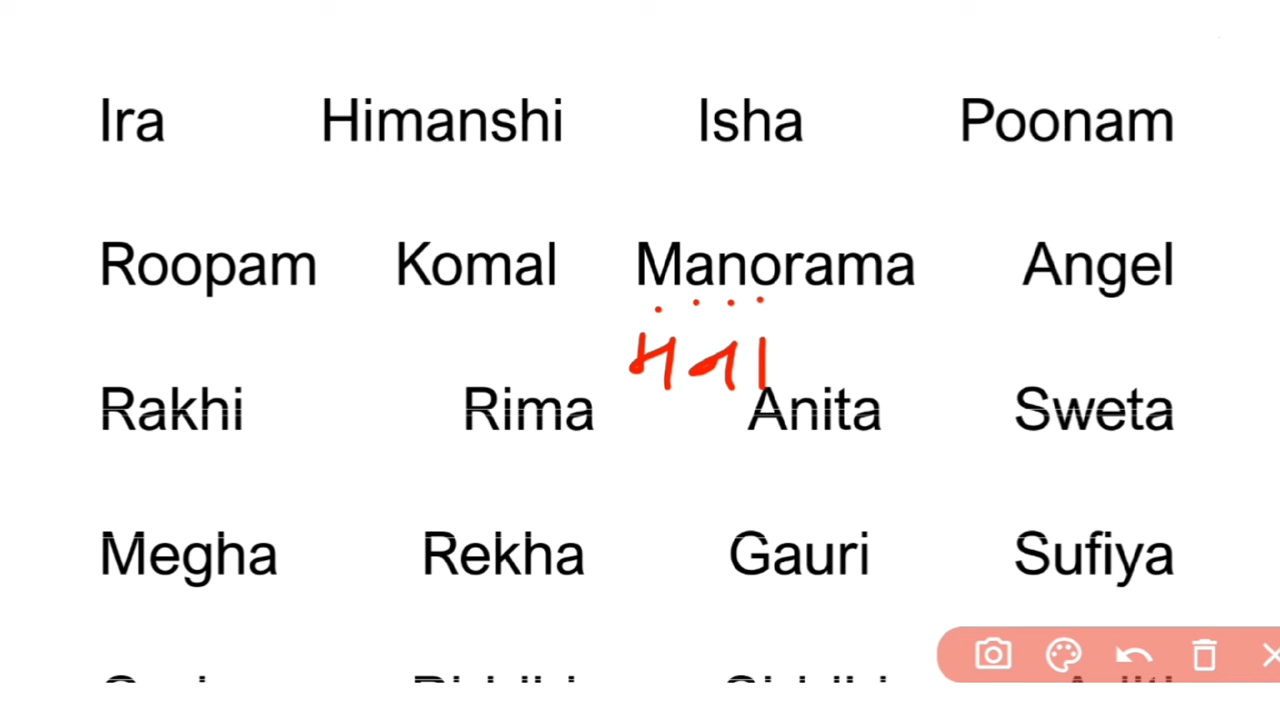 Ira Himanshi Isha Poonam
Roopam Komal Manorama Angel
मना
Rakhi Rima Anita Sweta
Megha Rekha Gauri Sufiya